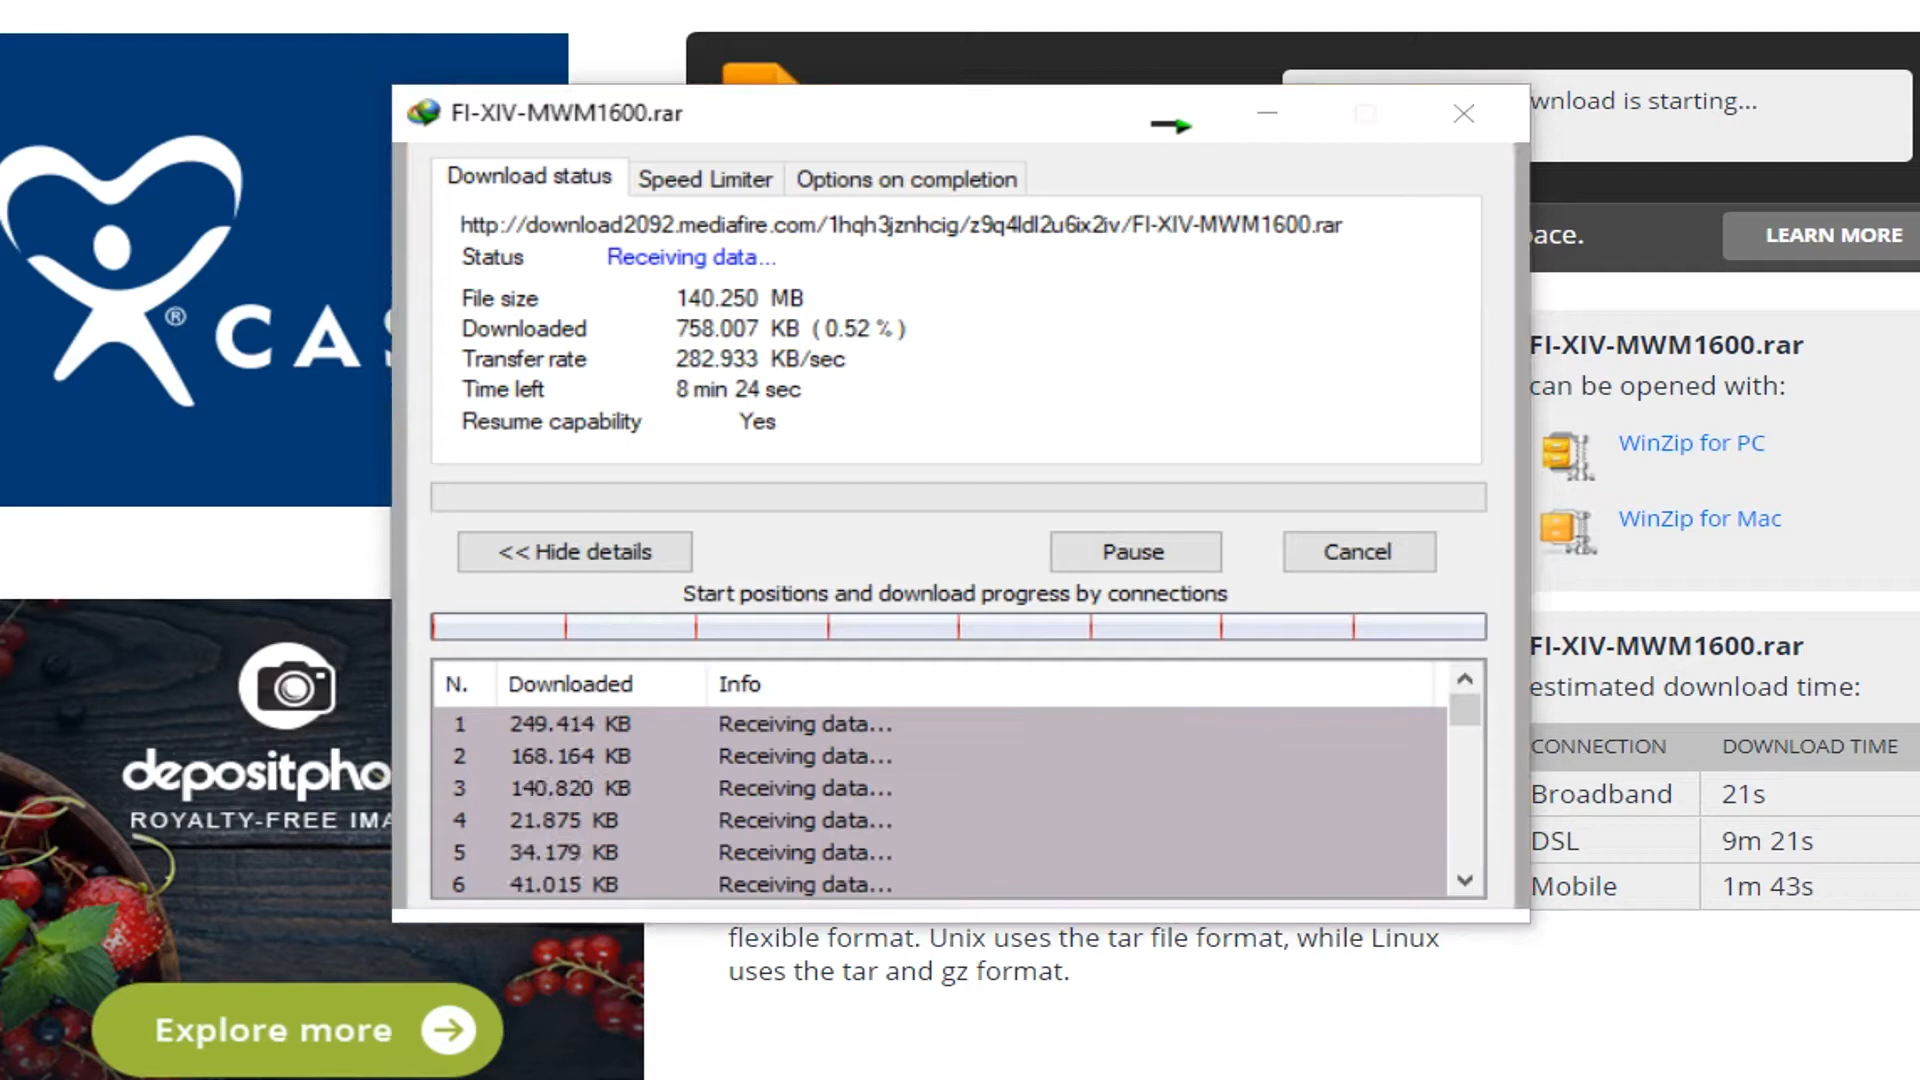 FI-XIV-MWM1600.rar
wnload is starting...
Download status
Speed Limiter
Options on completion
http://download2092.mediafire.com/1hqh3jznhcig/z9q4ldl2u6ix2iv/FI-XIV-MWM1600.rar
Status Receiving data...
File size 140.250 MB
Downloaded 758.007 KB ( 0.52 % )
Transfer rate 282.933 KB/sec
Time left 8 min 24 sec
Resume capability Yes
<< Hide details
Pause
Cancel
Start positions and download progress by connections
N. Downloaded Info
1 249.414 KB Receiving data...
2 168.164 KB Receiving data...
3 140.820 KB Receiving data...
4 21.875 KB Receiving data...
5 34.179 KB Receiving data...
6 41.015 KB Receiving data...
® CAS
depositpho
ROYALTY-FREE IMA
Explore more
ace.
LEARN MORE
FI-XIV-MWM1600.rar
can be opened with:
WinZip for PC
WinZip for Mac
FI-XIV-MWM1600.rar
estimated download time:
CONNECTION DOWNLOAD TIME
Broadband 21s
DSL 9m 21s
Mobile 1m 43s
flexible format. Unix uses the tar file format, while Linux
uses the tar and gz format.